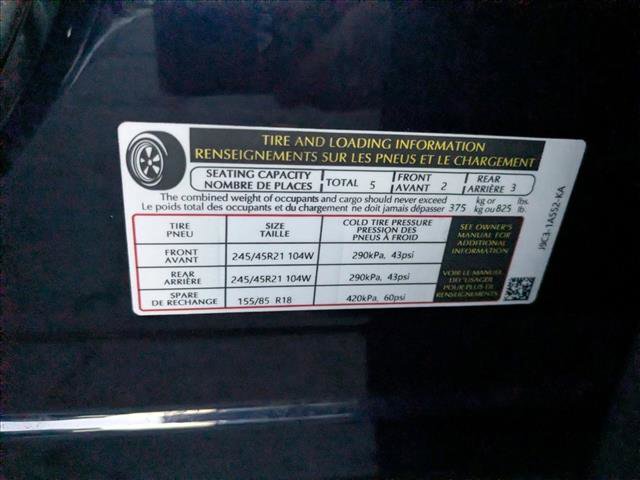 TIRE AND LOADING INFORMATION
RENSEIGNEMENTS SUR LES PNEUS ET LE CHARGEMENT
SEATING CAPACITY
NOMBRE DE PLACES
TOTAL 5
FRONT
AVANT 2
REAR
ARRIÈRE 3
The combined weight of occupants and cargo should never exceed
Le poids total des occupants et du chargement ne doit jamais dépasser 375 kg or
kg ou 825 lbs.
lb.
TIRE
PNEU
SIZE
TAILLE
COLD TIRE PRESSURE
PRESSION DES
PNEUS À FROID
FRONT
AVANT
245/45R21 104W
290kPa, 43psi
REAR
ARRIÈRE
245/45R21 104W
290kPa, 43psi
SPARE
DE RECHANGE
155/85 R18
420kPa, 60psi
SEE OWNER'S
MANUAL FOR
ADDITIONAL
INFORMATION
VOIR LE MANUEL
DE L'USAGER
POUR PLUS DE
RENSEIGNEMENTS.
J9C3-1A552-KA